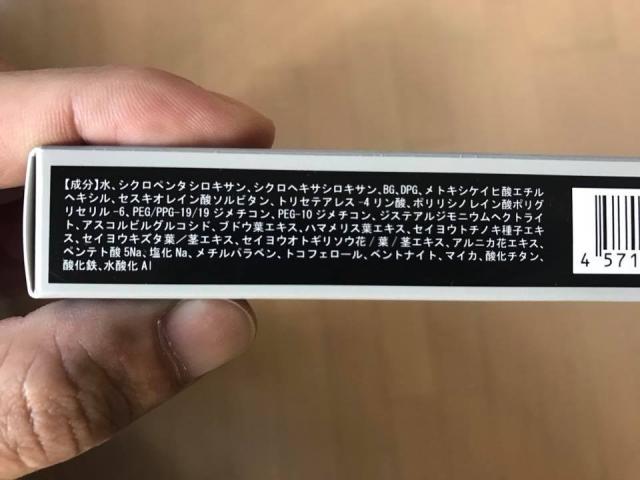 【成分】水、シクロペンタシロキサン、シクロヘキサシロキサン、BG、DPG、メトキシケイヒ酸エチル
ヘキシル、セスキオレイン酸ソルビタン、トリセテアレス-4リン酸、ポリリシノレイン酸ポリグ
リセリル-6、PEG/PPG-19/19 ジメチコン、PEG-10 ジメチコン、ジステアルジモニウムヘクトライ
ト、アスコルビルグルコシド、ブドウ葉エキス、ハマメリス葉エキス、セイヨウトチノキ種子エキ
ス、セイヨウキズタ葉/茎エキス、セイヨウオトギリソウ花/葉/茎エキス、アルニカ花エキス、
ペンテト酸5Na、塩化Na、メチルパラベン、トコフェロール、ベントナイト、マイカ、酸化チタン、
酸化鉄、水酸化Al
4 571